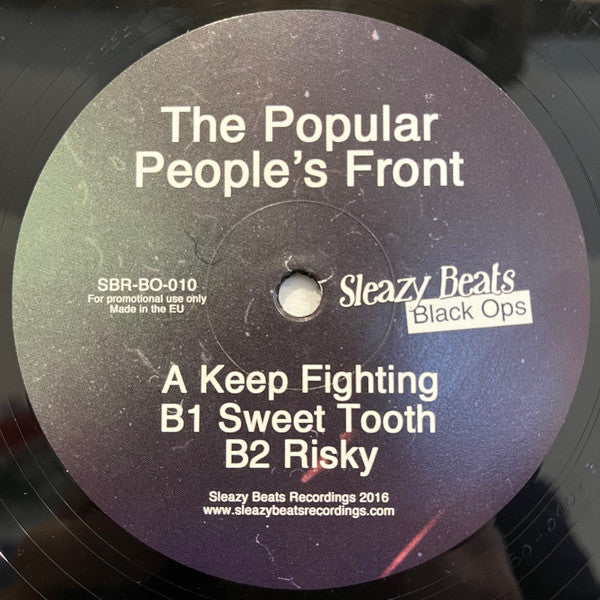 The Popular
People's Front
SBR-BO-010
For promotional use only
Made in the EU
Sleazy Beats
Black Ops
A Keep Fighting
B1 Sweet Tooth
B2 Risky
Sleazy Beats Recordings 2016
www.sleazybeatsrecordings.com